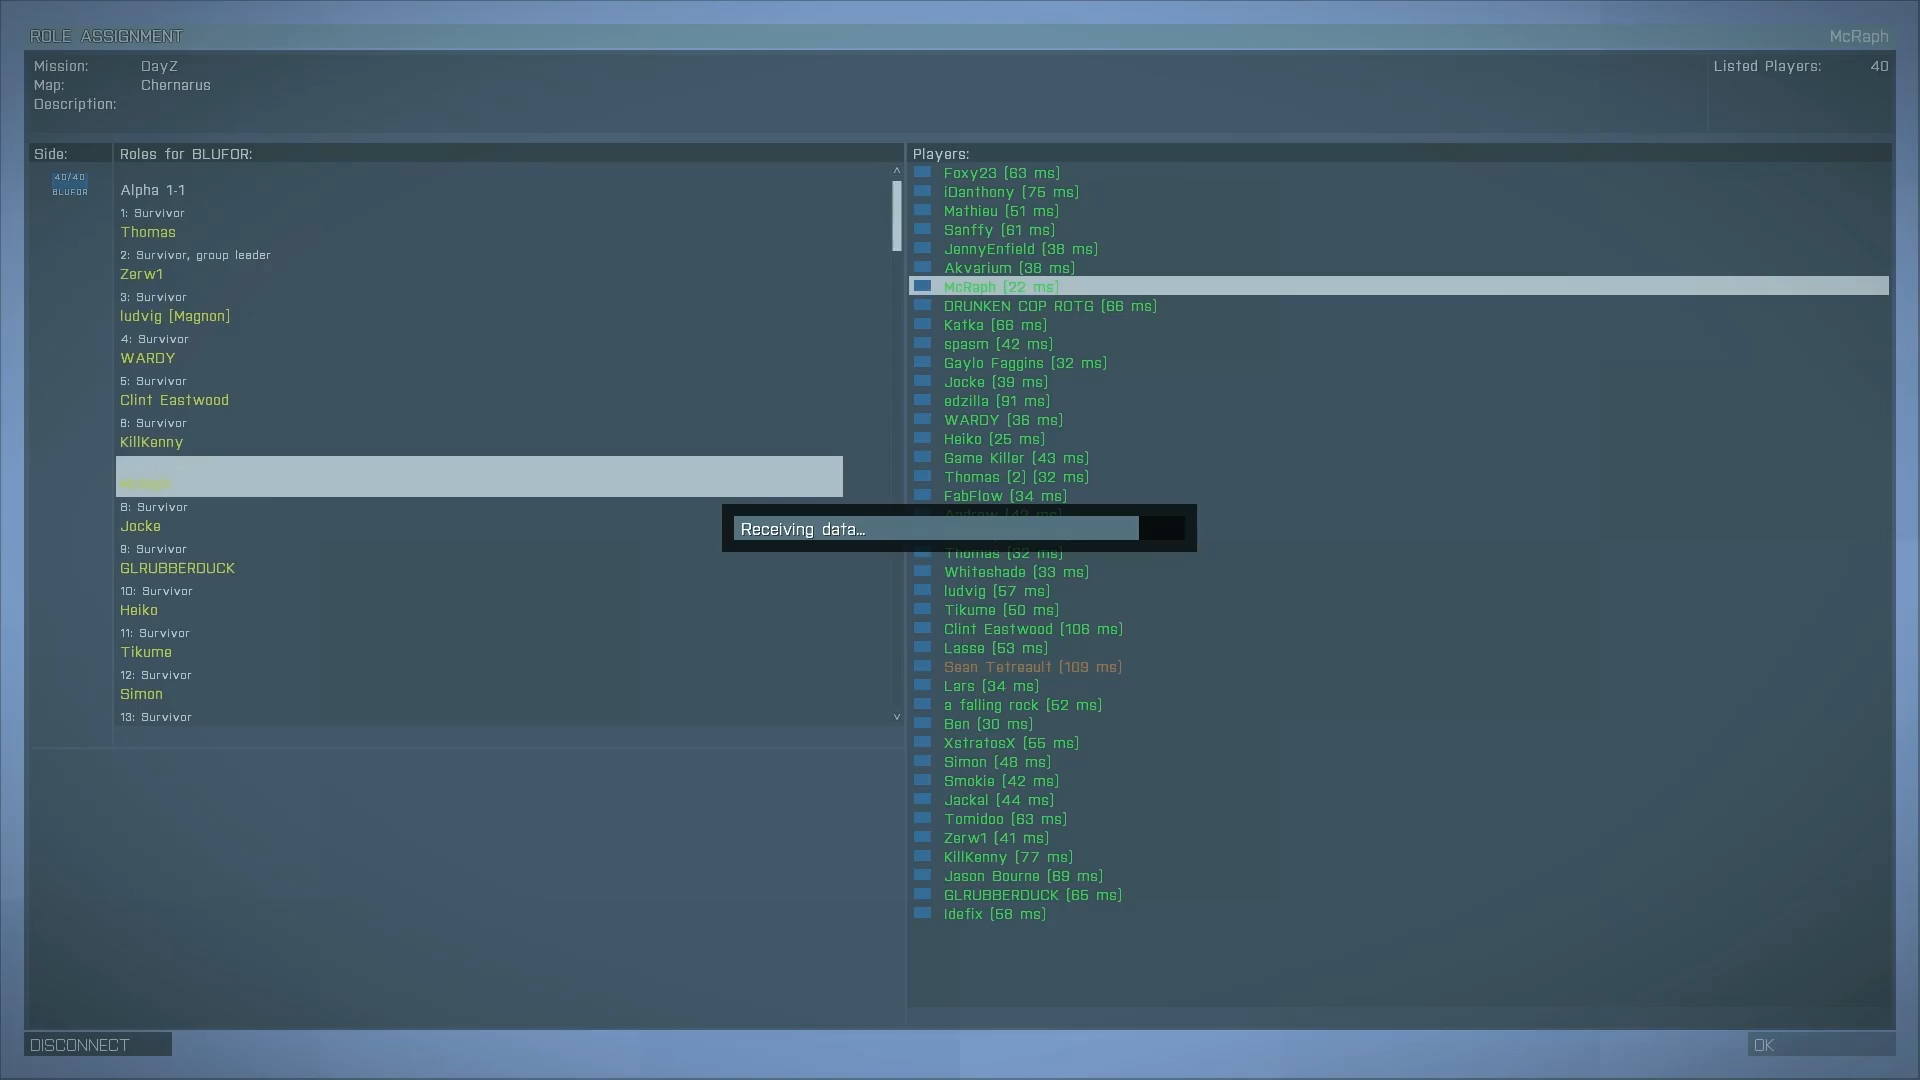 ROLE ASSIGNMENT
McRaph
Mission: DayZ
Map: Chernarus
Description:
Listed Players: 40
Side:
40/40
BLUFOR
Roles for BLUFOR:
Alpha 1-1
1: Survivor
Thomas
2: Survivor, group leader
Zerw1
3: Survivor
ludvig [Magnon]
4: Survivor
WARDY
5: Survivor
Clint Eastwood
6: Survivor
KillKenny
McRaph
8: Survivor
Jocke
9: Survivor
GLRUBBERDUCK
10: Survivor
Heiko
11: Survivor
Tikume
12: Survivor
Simon
13: Survivor
Players:
Foxy23 [63 ms]
iDanthony [75 ms]
Mathieu [51 ms]
Sanffy [61 ms]
JennyEnfield [38 ms]
Akvarium [38 ms]
McRaph [22 ms]
DRUNKEN COP ROTG [66 ms]
Katka [66 ms]
spasm [42 ms]
Gaylo Faggins [32 ms]
Jocke [39 ms]
edzilla [91 ms]
WARDY [36 ms]
Heiko [25 ms]
Game Killer [43 ms]
Thomas [2] [32 ms]
FabFlow [34 ms]
Receiving data...
Thomas [32 ms]
Whiteshade [33 ms]
ludvig [57 ms]
Tikume [50 ms]
Clint Eastwood [106 ms]
Lasse [53 ms]
Sean Tetreault [109 ms]
Lars [34 ms]
a falling rock [52 ms]
Ben [30 ms]
XstratosX [55 ms]
Simon [48 ms]
Smokie [42 ms]
Jackal [44 ms]
Tomidoo [63 ms]
Zerw1 [41 ms]
KillKenny [77 ms]
Jason Bourne [69 ms]
GLRUBBERDUCK [65 ms]
Idefix [58 ms]
DISCONNECT
OK